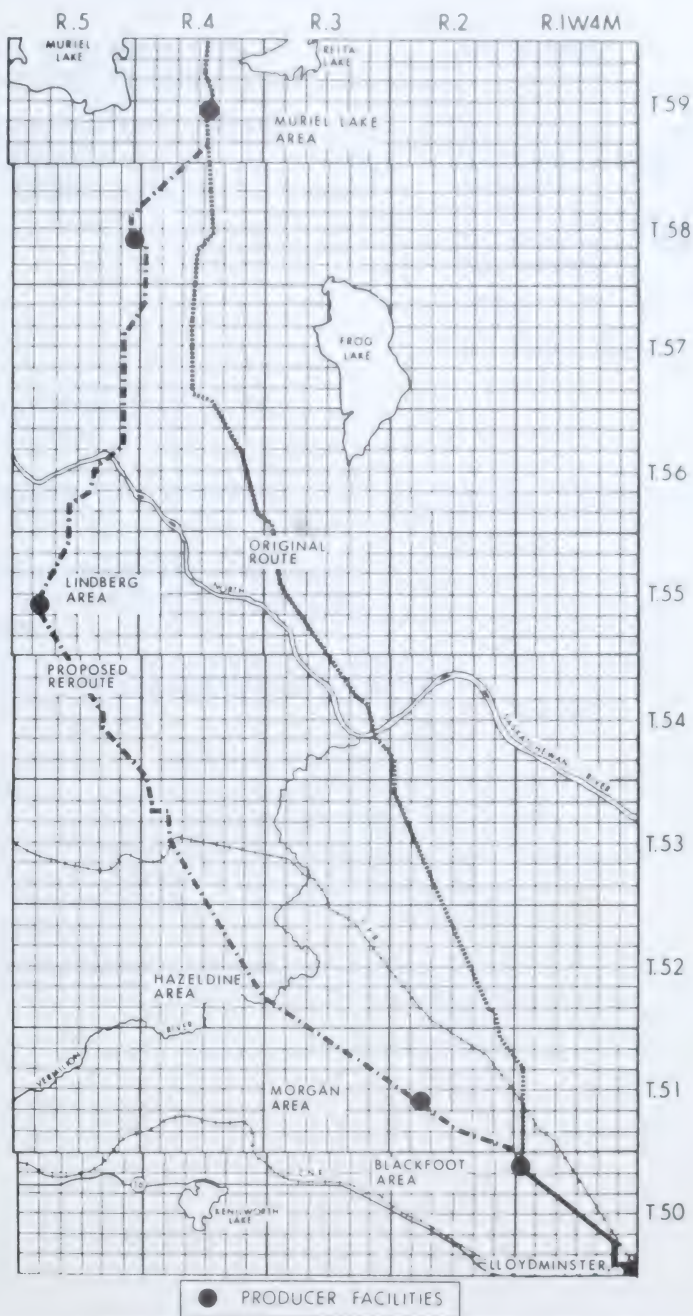 R.5 R.4 R.3 R.2 R.1W4M
MURIEL
LAKE
REITA
LAKE
T.59
MURIEL LAKE
AREA
T.58
T.57
FROG
LAKE
T.56
ORIGINAL
ROUTE
LINDBERG
AREA
NORTH
T.55
PROPOSED
REROUTE
T.54
SASKATCHEWAN
RIVER
T.53
C.P.R.
T.52
HAZELDINE
AREA
VERMILION
RIVER
MORGAN
AREA
T.51
BLACKFOOT
AREA
C.N.R.
16
KENILWORTH
LAKE
T.50
LLOYDMINSTER
PRODUCER FACILITIES